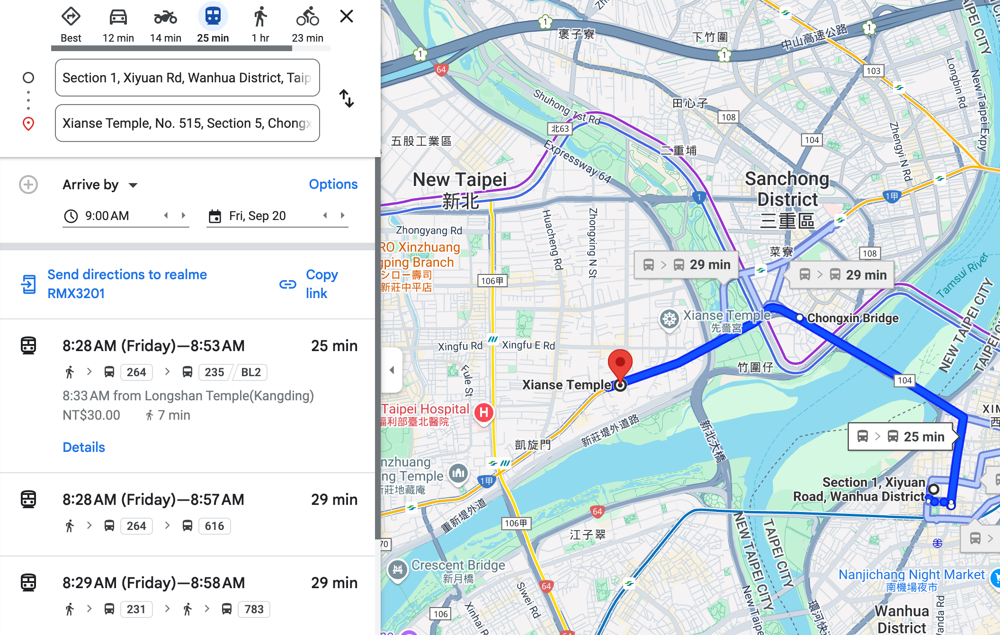 Best
12 min
14 min
25 min
1 hr
23 min
Section 1, Xiyuan Rd, Wanhua District, Taip
Xianse Temple, No. 515, Section 5, Chongx
Arrive by
Options
9:00 AM
Fri, Sep 20
Send directions to realme
RMX3201
Copy
link
8:28 AM (Friday)—8:53 AM
25 min
264
235
BL2
8:33 AM from Longshan Temple(Kangding)
NT$30.00
7 min
Details
8:28 AM (Friday)—8:57 AM
29 min
264
616
8:29 AM (Friday)—8:58 AM
29 min
231
783
1
褒子寮
下竹圍
中山高速公路
1
1
1
64
103
TAIPEI CITY
Longbin Rd
New Taipei Expy
Shuhong 1st Rd
田心子
108
北63
104
五股工業區
Expressway 64
二重埔
Zhengyi N Rd
New Taipei
新北
Sanchong
District
三重區
1
1甲
Zhongyang Rd
Huacheng Rd
Zhongxing N St
RO Xinzhuang
gping Branch
シロー壽司
新莊中平店
菜寮
108
29 min
29 min
106甲
Tamsui River
NEW TAIPEI CITY
TAIPEI CI
Xianse Temple
先嗇宮
Chongxin Bridge
Xingfu Rd
Xingfu E Rd
Fule St
竹圍仔
104
Xianse Temple
Taipei Hospital
福利部臺北醫院
H
XIM
西
新莊堤外道路
新北大橋
凱旋門
25 min
nzhuang
ng Temple
新莊地藏庵
1甲
Section 1, Xiyuan
Road, Wanhua District
重新堤外道
64
106甲
江子翠
NEW TAIPEI CITY
TAIPEI CITY
70
Crescent Bridge
新月橋
Nanjichang Night Market
南機場夜市
Siwei Rd
64
106
Xinhai R
New Taipe
環河快
Wanhua
District
Wanda Rd
64